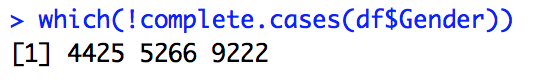 > which(!complete.cases(df$Gender))
[1] 4425 5266 9222